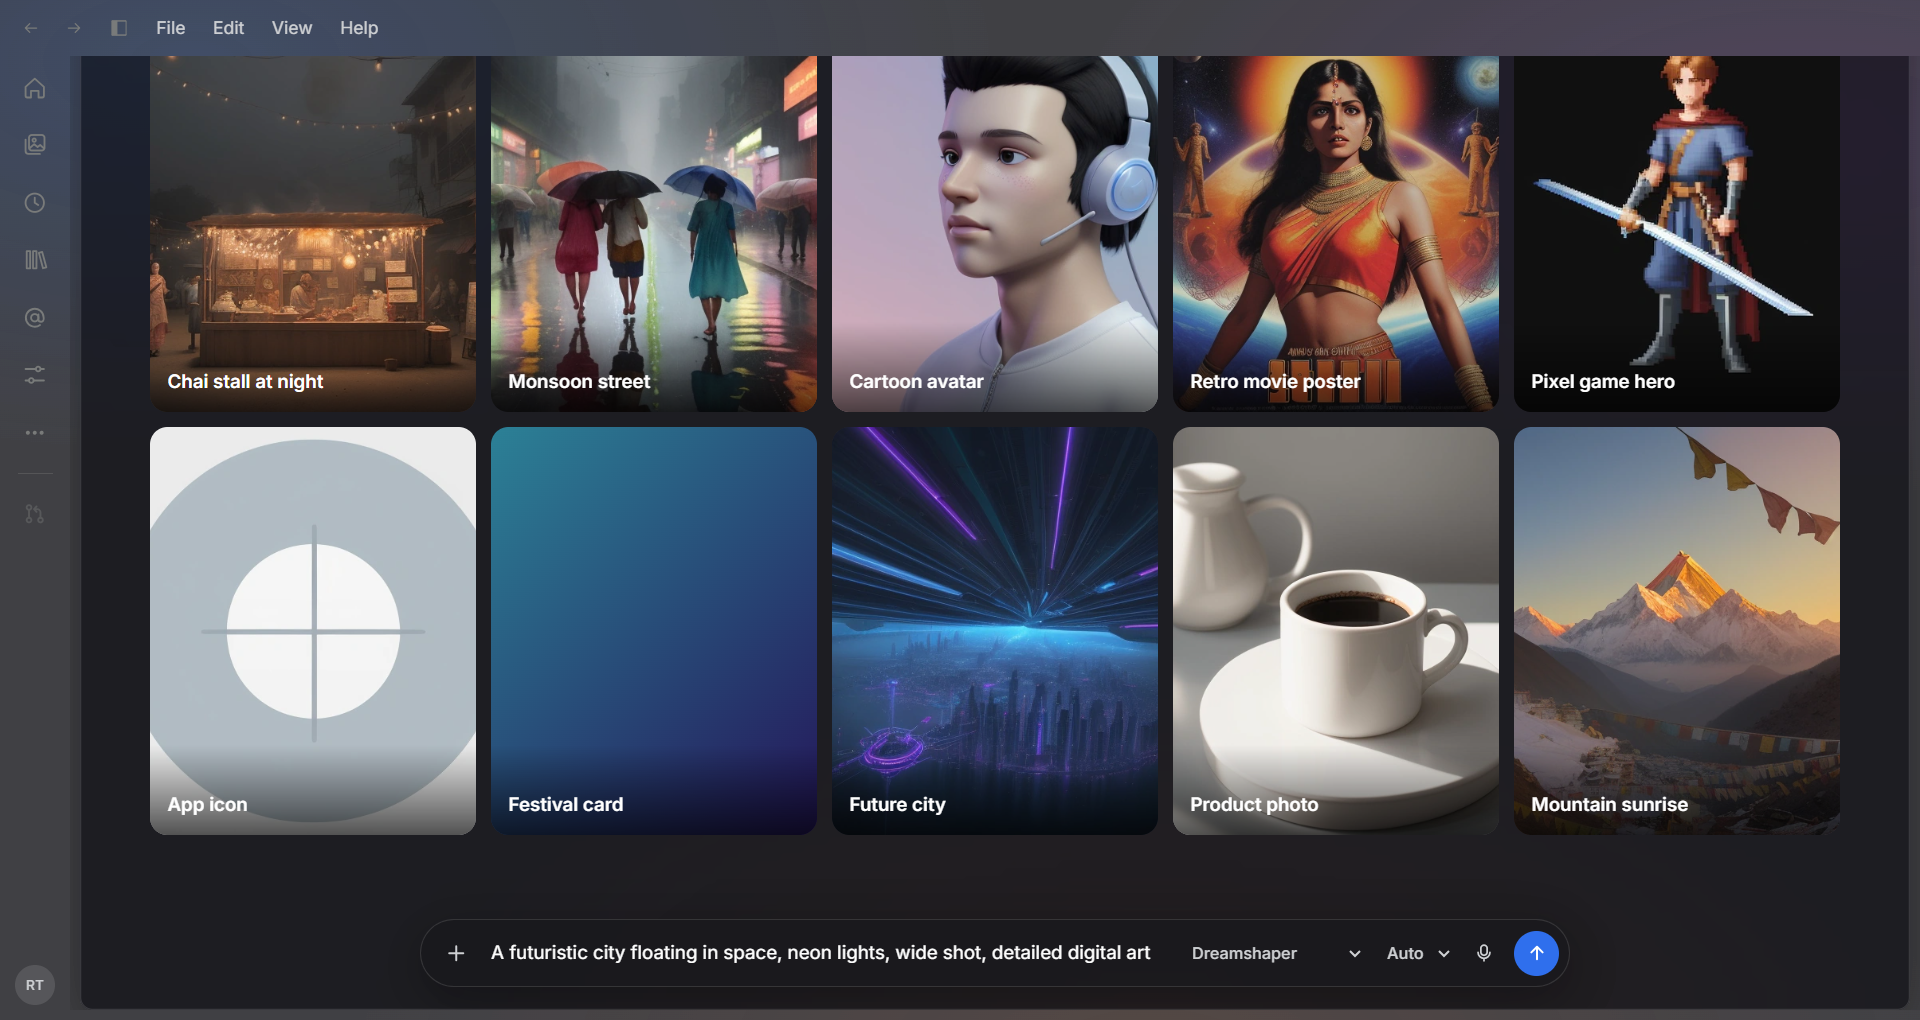 File Edit View Help
Chai stall at night
Monsoon street
Cartoon avatar
Retro movie poster
Pixel game hero
App icon
Festival card
Future city
Product photo
Mountain sunrise
A futuristic city floating in space, neon lights, wide shot, detailed digital art
Dreamshaper
Auto
RT